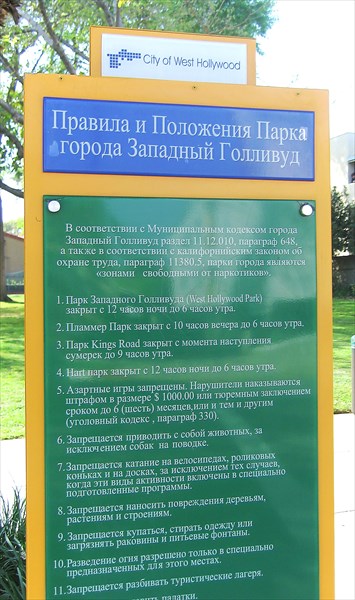 City of West Hollywood
Правила и Положения Парка
города Западный Голливуд
В соответствии с Муниципальным кодексом города
Западный Голливуд раздел 11.12.010, параграф 648,
а также в соответствии с калифорнийским законом об
охране труда, параграф 11380.5, парки города являются
«зонами свободными от наркотиков».
1. Парк Западного Голливуда (West Hollywood Park)
закрыт с 12 часов ночи до 6 часов утра.
2. Пламмер Парк закрыт с 10 часов вечера до 6 часов утра.
3. Парк Kings Road закрыт с момента наступления
сумерек до 9 часов утра.
4. Hart парк закрыт с 12 часов ночи до 6 часов утра.
5. Азартные игры запрещены. Нарушители наказываются
штрафом в размере $ 1000.00 или тюремным заключением
сроком до 6 (шесть) месяцев,или и тем и другим
(уголовный кодекс , параграф 330).
6. Запрещается приводить с собой животных, за
исключением собак на поводке.
7. Запрещается катание на велосипедах, роликовых
коньках и на досках, за исключением тех случаев,
когда эти виды активности включены в специально
подготовленные программы.
8. Запрещается наносить повреждения деревьям,
растениям и строениям.
9. Запрещается купаться, стирать одежду или
загрязнять раковины и питьевые фонтаны.
10. Разведение огня разрешено только в специально
предназначенных для этого местах.
11. Запрещается разбивать туристические лагеря.
палатки.